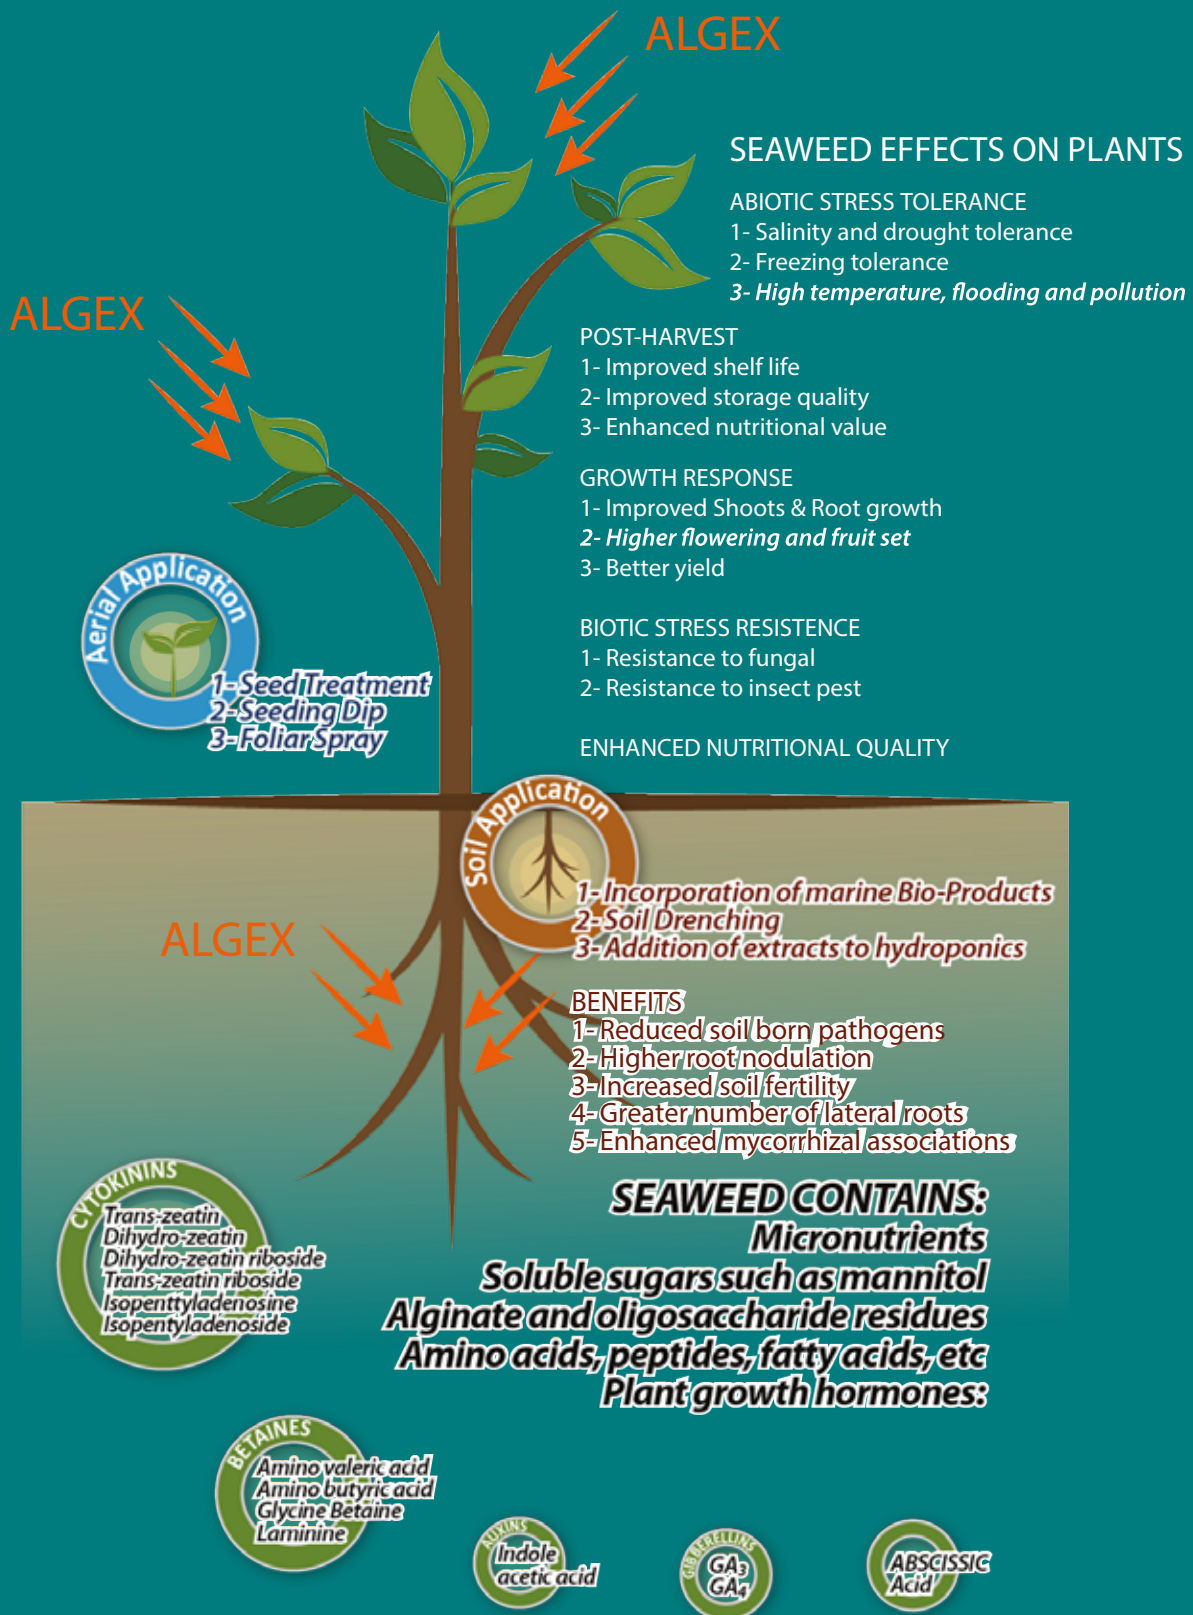 ALGEX
SEAWEED EFFECTS ON PLANTS
ABIOTIC STRESS TOLERANCE
1- Salinity and drought tolerance
2- Freezing tolerance
3- High temperature, flooding and pollution
ALGEX
POST-HARVEST
1- Improved shelf life
2- Improved storage quality
3- Enhanced nutritional value
GROWTH RESPONSE
1- Improved Shoots & Root growth
2- Higher flowering and fruit set
3- Better yield
Aerial Application
1- Seed Treatment
2- Seeding Dip
3- Foliar Spray
BIOTIC STRESS RESISTENCE
1- Resistance to fungal
2- Resistance to insect pest
ENHANCED NUTRITIONAL QUALITY
Soil Application
1- Incorporation of marine Bio-Products
2- Soil Drenching
3- Addition of extracts to hydroponics
ALGEX
BENEFITS
1- Reduced soil born pathogens
2- Higher root nodulation
3- Increased soil fertility
4- Greater number of lateral roots
5- Enhanced mycorrhizal associations
CYTOKININS
Trans-zeatin
Dihydro-zeatin
Dihydro-zeatin riboside
Trans-zeatin riboside
Isopenttyladenosine
Isopentyladenoside
SEAWEED CONTAINS:
Micronutrients
Soluble sugars such as mannitol
Alginate and oligosaccharide residues
Amino acids, peptides, fatty acids, etc
Plant growth hormones:
BETAINES
Amino valeric acid
Amino butyric acid
Glycine Betaine
Laminine
AUXINS
Indole
acetic acid
GIBBERELLINS
GA3
GA4
ABSCISSIC
Acid